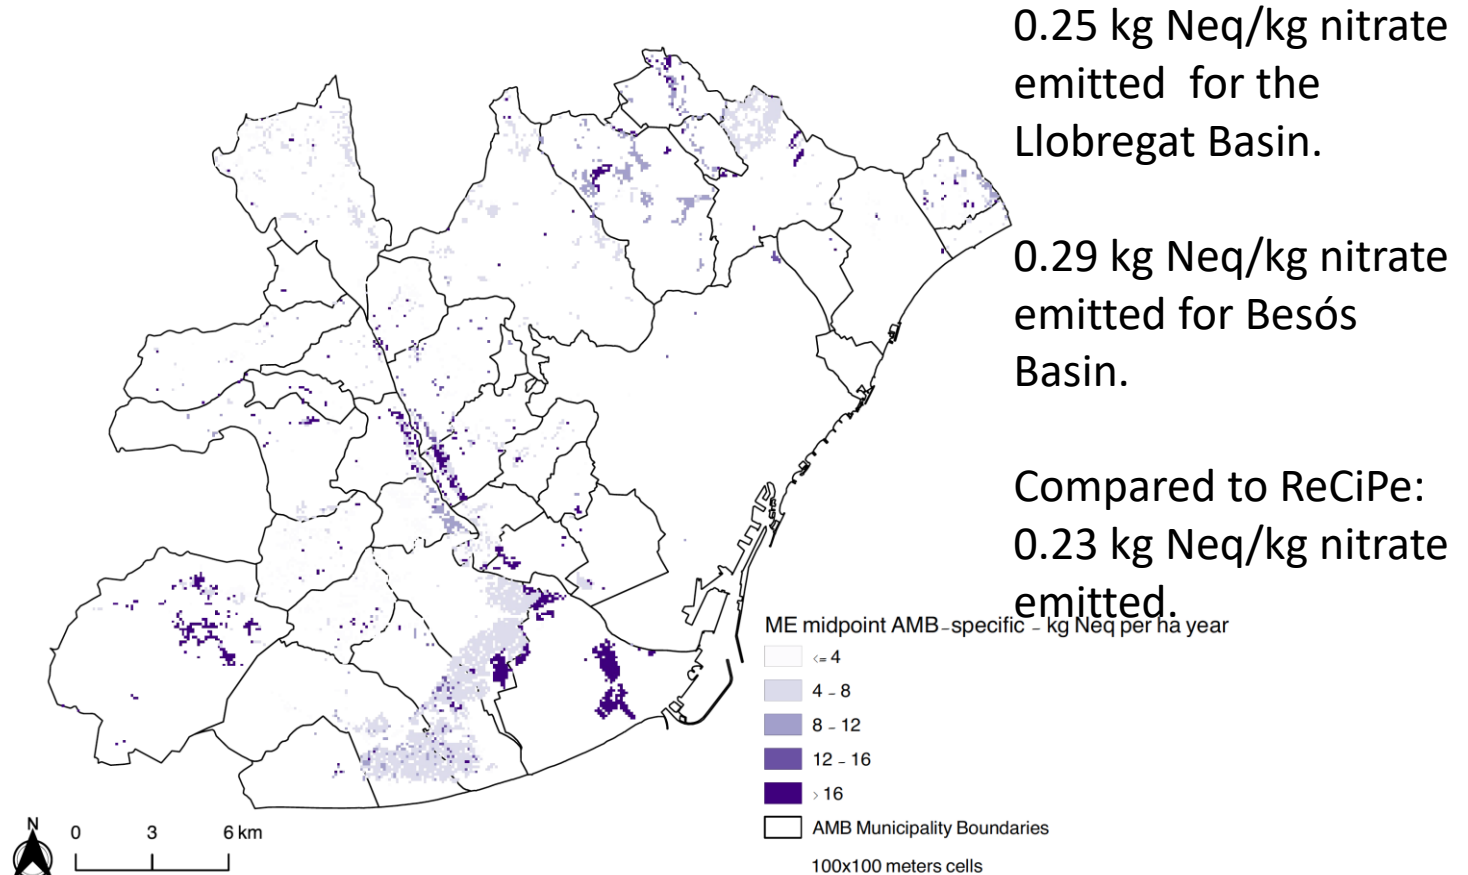 0.25 kg Neq/kg nitrate
emitted  for the
Llobregat Basin.
0.29 kg Neq/kg nitrate
emitted for Besós
Basin.
Compared to ReCiPe:
0.23 kg Neq/kg nitrate
emitted.
ME midpoint AMB-specific - kg Neq per ha year
<= 4
4 - 8
8 - 12
12 - 16
> 16
AMB Municipality Boundaries
100x100 meters cells
N
0 3 6 km